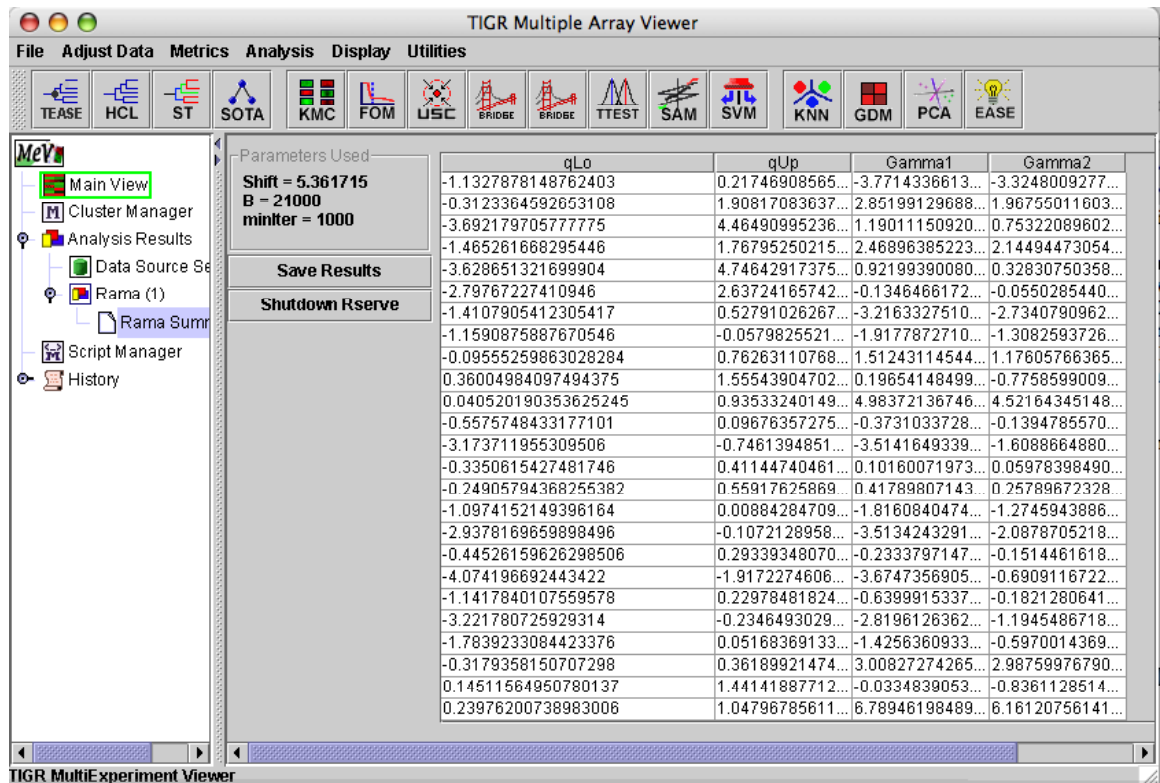 TIGR Multiple Array Viewer
File Adjust Data Metrics Analysis Display Utilities
TEASE HCL ST SOTA KMC FOM USC BRIDGE BRIDGE TTEST SAM SVM KNN GDM PCA EASE
MeV
Main View
Cluster Manager
Analysis Results
Data Source Se
Rama (1)
Rama Sumr
Script Manager
History
Parameters Used
Shift = 5.361715
B = 21000
minIter = 1000
Save Results
Shutdown Rserve
qLo qUp Gamma1 Gamma2
-1.1327878148762403 0.21746908565... -3.7714336613... -3.3248009277...
-0.3123364592653108 1.90817083637... 2.85199129688... 1.96755011603...
-3.692179705777775 4.46490995236... 1.19011150920... 0.75322089602...
-1.465261668295446 1.76795250215... 2.46896385223... 2.14494473054...
-3.628651321699904 4.74642917375... 0.92199390080... 0.32830750358...
-2.79767227410946 2.63724165742... -0.1346466172... -0.0550285440...
-1.4107905412305417 0.52791026267... -3.2163327510... -2.7340790962...
-1.1590875887670546 -0.0579825521... -1.9177872710... -1.3082593726...
-0.09555259863028284 0.76263110768... 1.51243114544... 1.17605766365...
0.36004984097494375 1.55543904702... 0.19654148499... -0.7758599009...
0.040520190353625245 0.93533240149... 4.98372136746... 4.52164345148...
-0.5575748433177101 0.09676357275... -0.3731033728... -0.1394785570...
-3.173711955309506 -0.7461394851... -3.5141649339... -1.6088664880...
-0.3350615427481746 0.41144740461... 0.10160071973... 0.05978398490...
-0.24905794368255382 0.55917625869... 0.41789807143... 0.25789672328...
-1.0974152149396164 0.00884284709... -1.8160840474... -1.2745943886...
-2.9378169659898496 -0.1072128958... -3.5134243291... -2.0878705218...
-0.44526159626298506 0.29339348070... -0.2333797147... -0.1514461618...
-4.074196692443422 -1.9172274606... -3.6747356905... -0.6909116722...
-1.1417840107559578 0.22978481824... -0.6399915337... -0.1821280641...
-3.221780725929314 -0.2346493029... -2.8196126362... -1.1945486718...
-1.7839233084423376 0.05168369133... -1.4256360933... -0.5970014369...
-0.3179358150707298 0.36189921474... 3.00827274265... 2.98759976790...
0.14511564950780137 1.44141887712... -0.0334839053... -0.8361128514...
0.23976200738983006 1.04796785611... 6.78946198489... 6.16120756141...
TIGR MultiExperiment Viewer